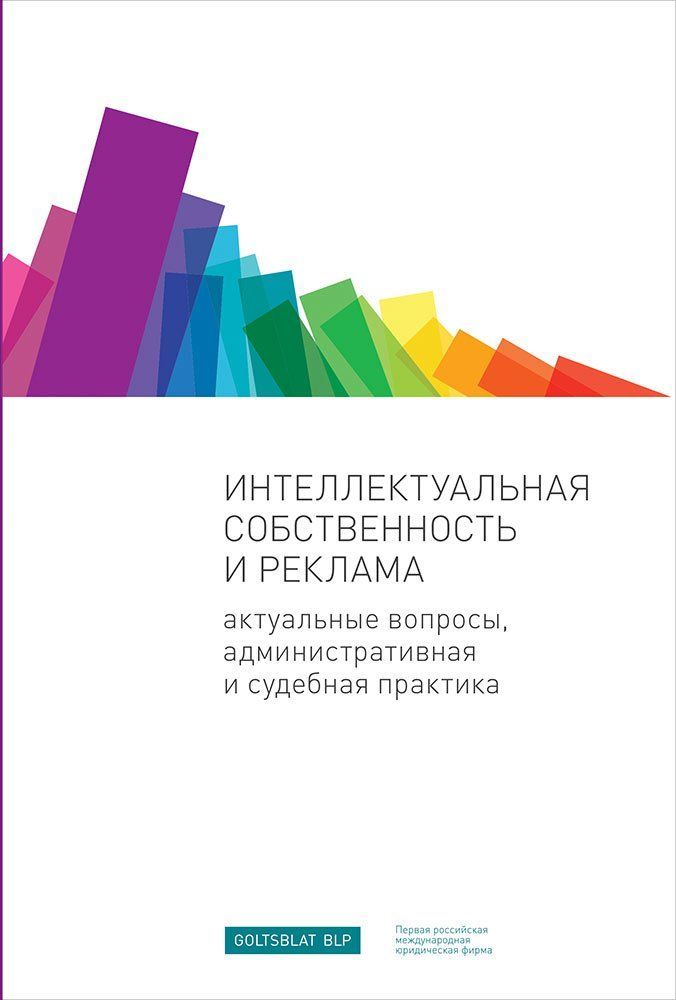 ИНТЕЛЛЕКТУАЛЬНАЯ
СОБСТВЕННОСТЬ
И РЕКЛАМА
актуальные вопросы,
административная
и судебная практика
GOLTSBLAT BLP
Первая российская
международная
юридическая фирма